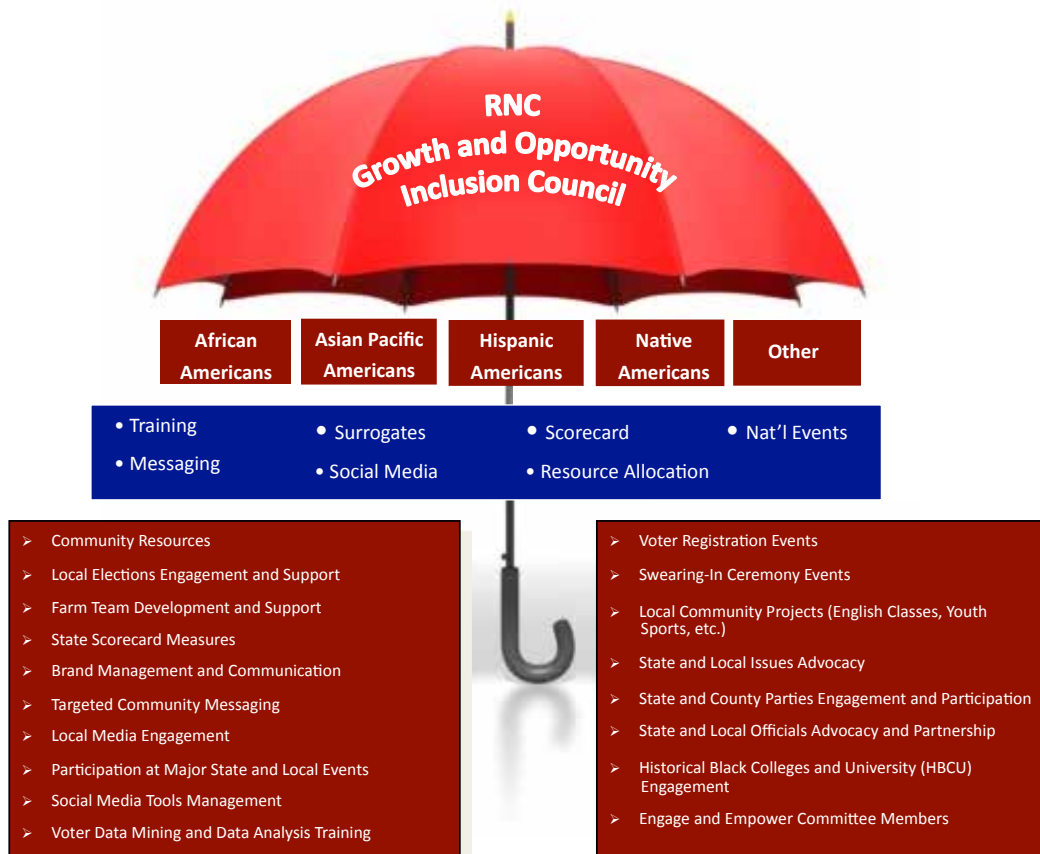 RNC
Growth and Opportunity
Inclusion Council
African
Americans
Asian Pacific
Americans
Hispanic
Americans
Native
Americans
Other
• Training
• Messaging
• Surrogates
• Social Media
• Scorecard
• Resource Allocation
• Nat'l Events
➢ Community Resources
➢ Local Elections Engagement and Support
➢ Farm Team Development and Support
➢ State Scorecard Measures
➢ Brand Management and Communication
➢ Targeted Community Messaging
➢ Local Media Engagement
➢ Participation at Major State and Local Events
➢ Social Media Tools Management
➢ Voter Data Mining and Data Analysis Training
➢ Voter Registration Events
➢ Swearing-In Ceremony Events
➢ Local Community Projects (English Classes, Youth
Sports, etc.)
➢ State and Local Issues Advocacy
➢ State and County Parties Engagement and Participation
➢ State and Local Officials Advocacy and Partnership
➢ Historical Black Colleges and University (HBCU)
Engagement
➢ Engage and Empower Committee Members